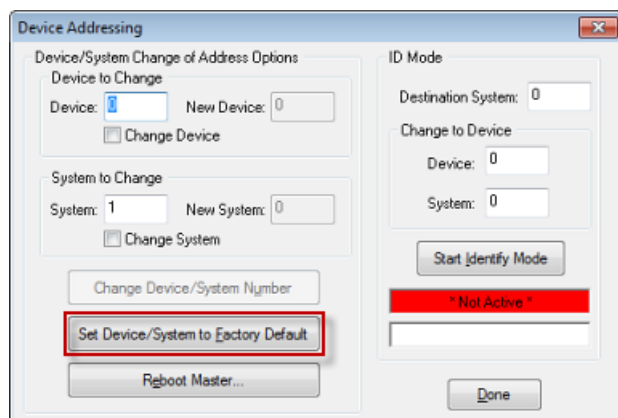 Device Addressing
Device/System Change of Address Options
Device to Change
Device: 0 New Device: 0
Change Device
System to Change
System: 1 New System: 0
Change System
Change Device/System Number
Set Device/System to Factory Default
Reboot Master...
ID Mode
Destination System: 0
Change to Device
Device: 0
System: 0
Start Identify Mode
* Not Active *
Done